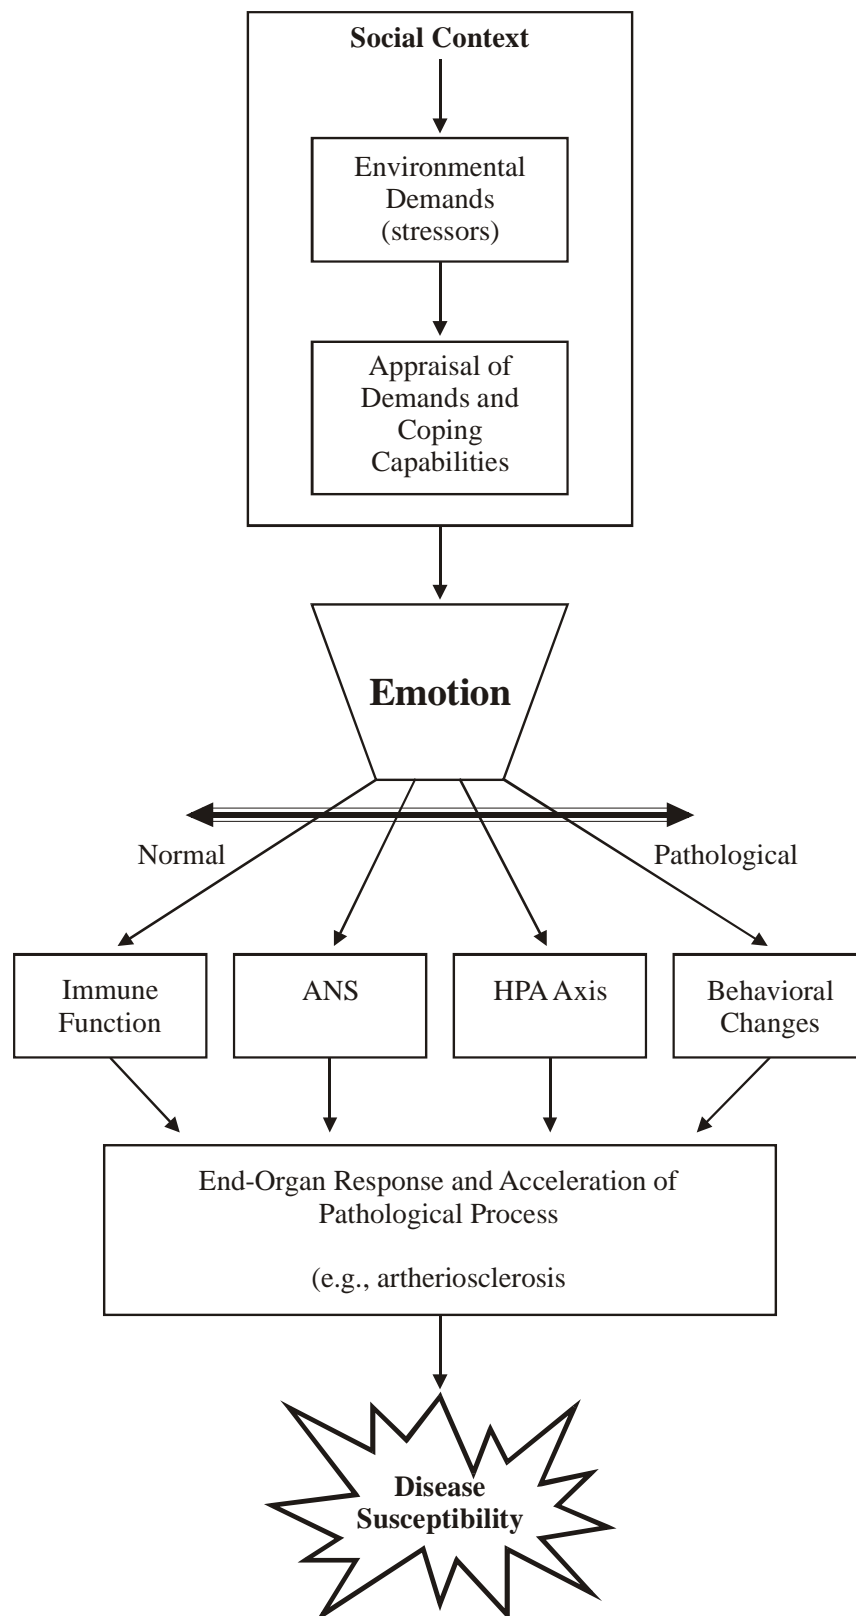 Social Context
Environmental
Demands
(stressors)
Appraisal of
Demands and
Coping
Capabilities
Emotion
Normal
Pathological
Immune
Function
ANS
HPA Axis
Behavioral
Changes
End-Organ Response and Acceleration of
Pathological Process
(e.g., artheriosclerosis
Disease
Susceptibility